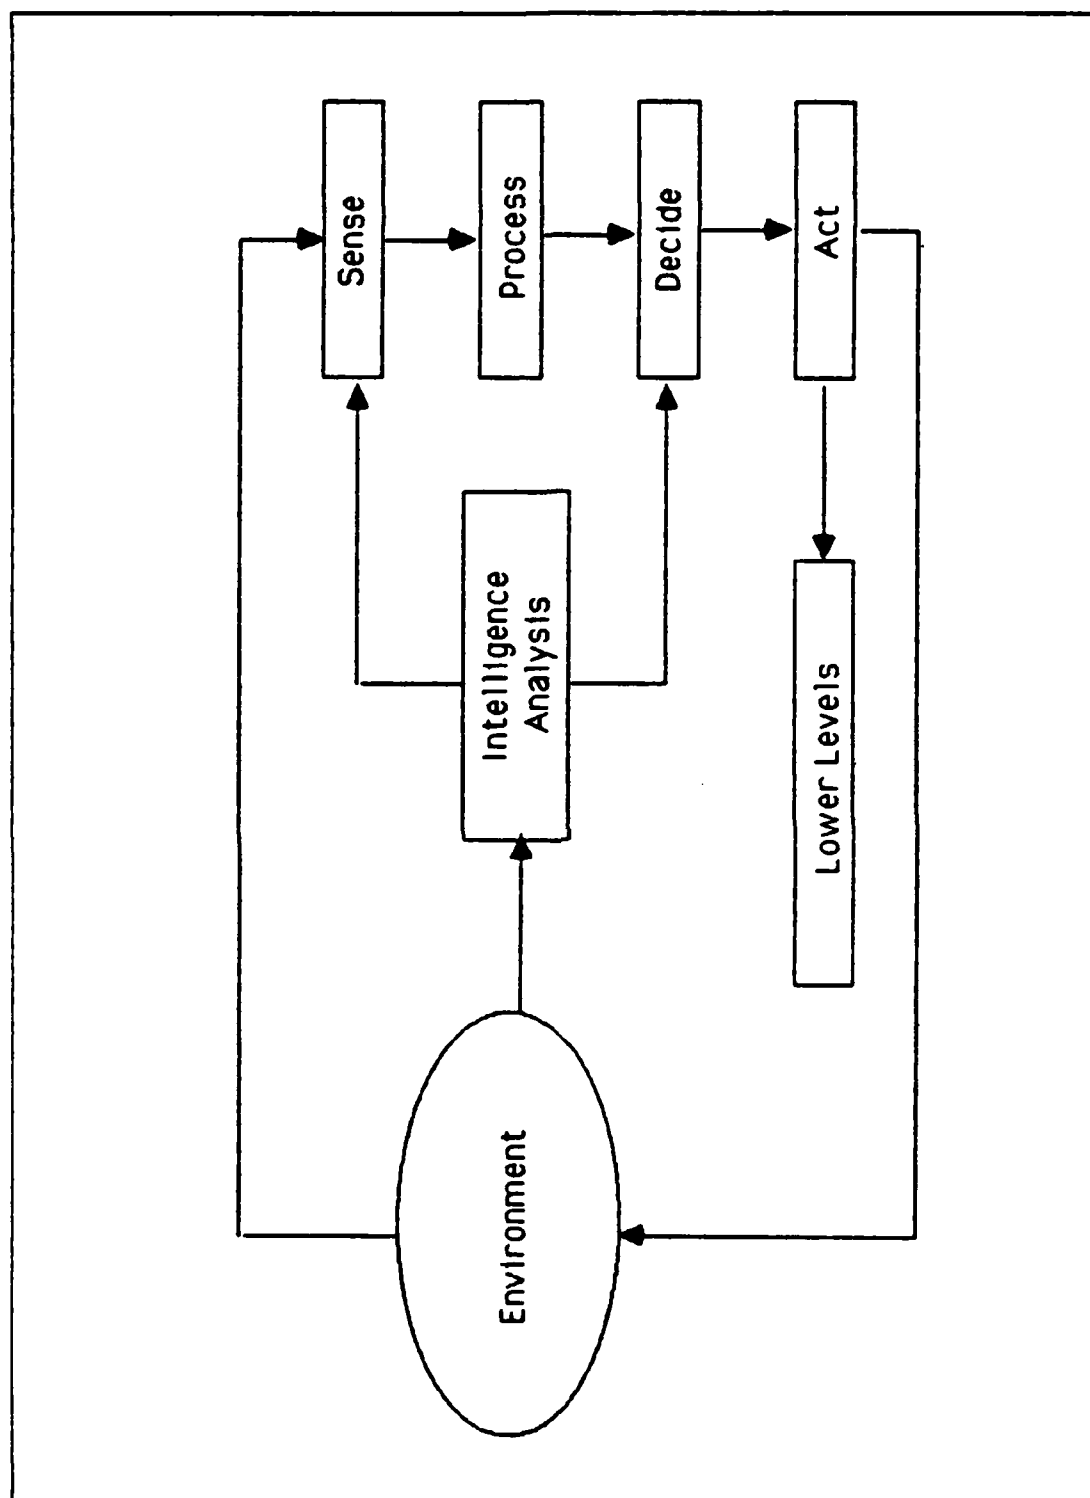 Sense
Process
Decide
Act
Intelligence
Analysis
Lower Levels
Environment